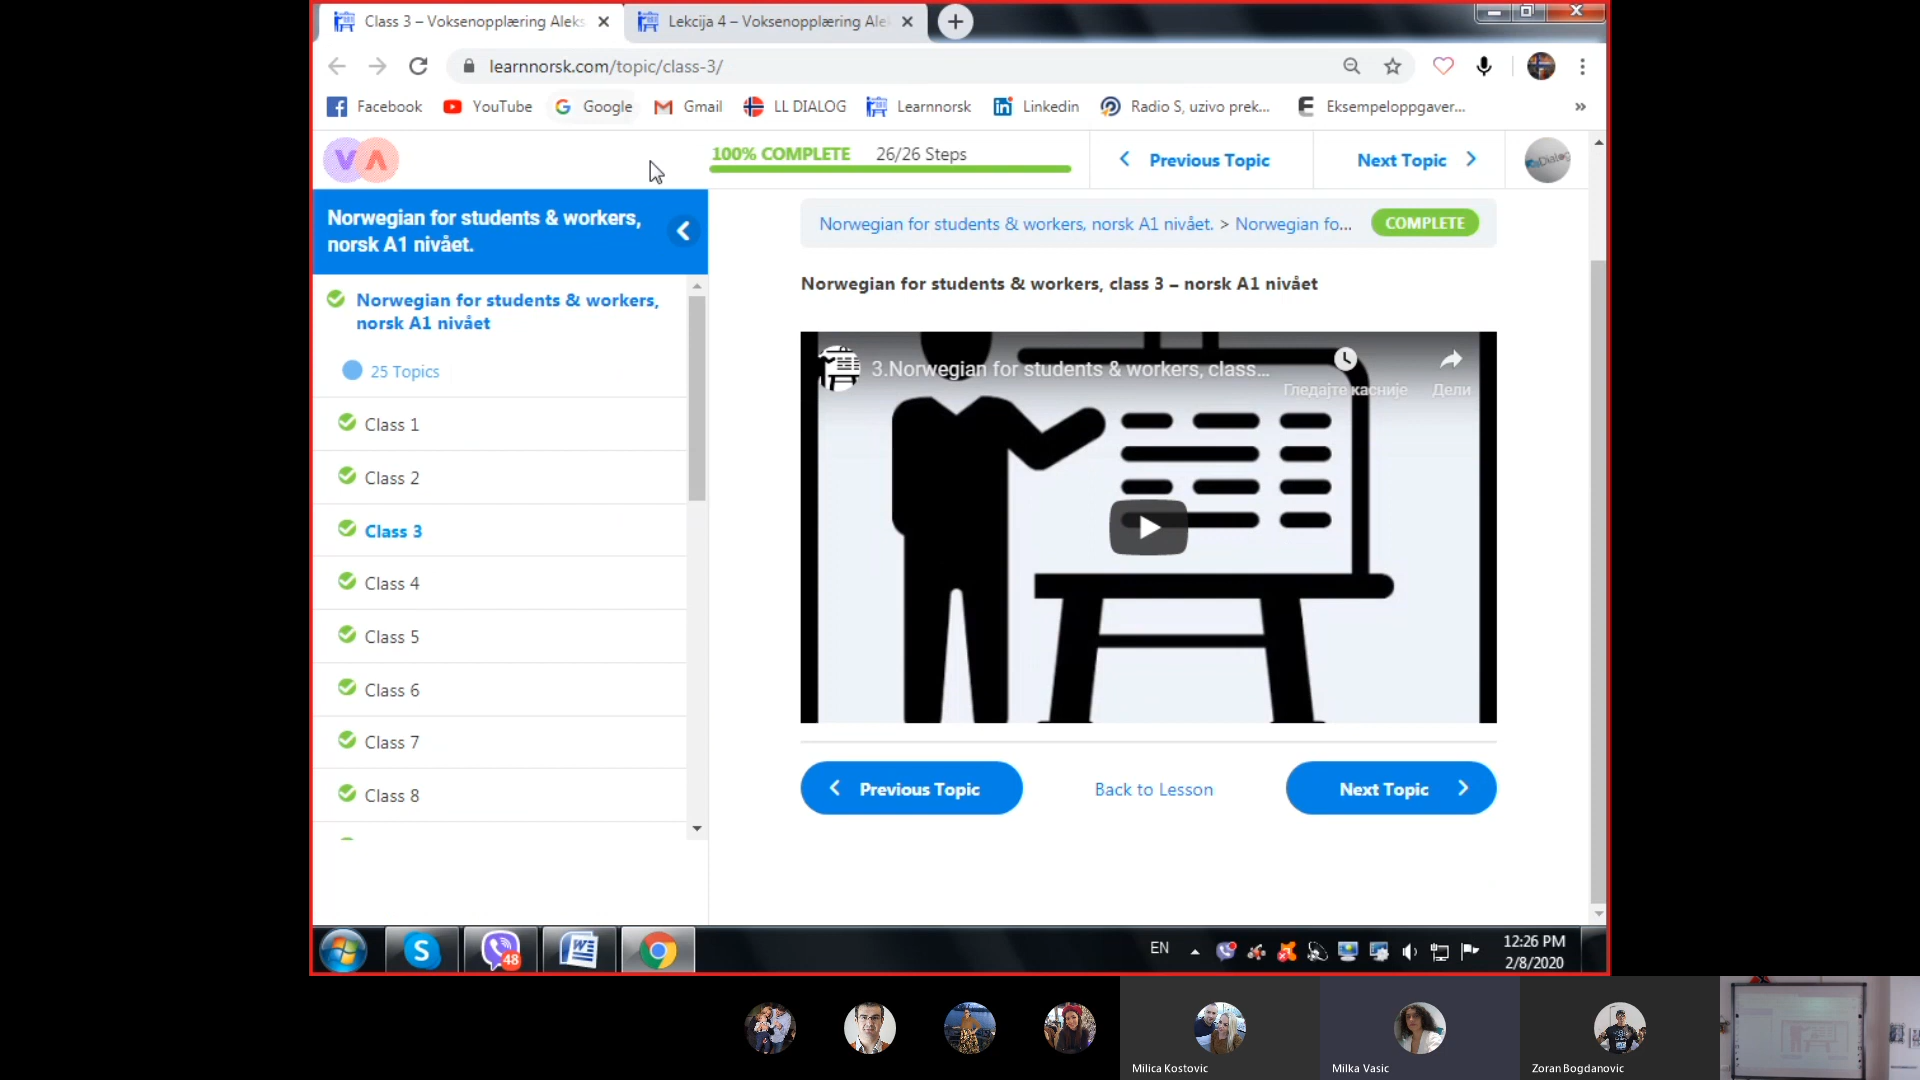 Class 3 – Voksenopplæring Aleks
Lekcija 4 – Voksenopplæring Ale
learnnorsk.com/topic/class-3/
Facebook
YouTube
Google
Gmail
LL DIALOG
Learnnorsk
Linkedin
Radio S, uzivo prek...
Eksempeloppgaver...
VA
100% COMPLETE
26/26 Steps
Previous Topic
Next Topic
Norwegian for students & workers,
norsk A1 nivået.
Norwegian for students & workers, norsk A1 nivået. > Norwegian fo...
COMPLETE
Norwegian for students & workers,
norsk A1 nivået
25 Topics
Class 1
Class 2
Class 3
Class 4
Class 5
Class 6
Class 7
Class 8
Norwegian for students & workers, class 3 – norsk A1 nivået
3.Norwegian for students & workers, class...
Гледајте касније
Дели
Previous Topic
Back to Lesson
Next Topic
48
EN
12:26 PM
2/8/2020
Milica Kostovic
Milka Vasic
Zoran Bogdanovic